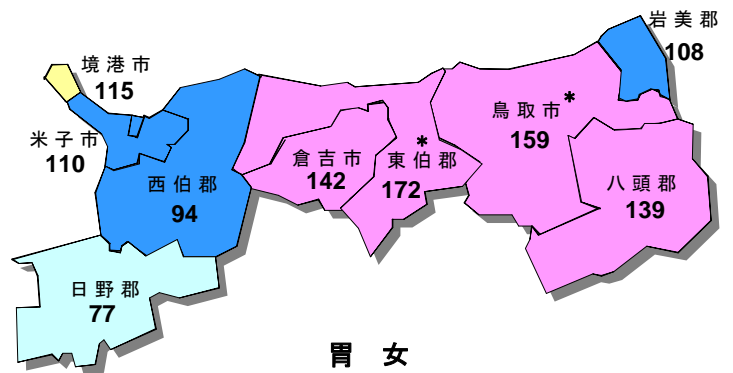 岩美郡
108
境港市
115
鳥取市*
159
米子市
110
倉吉市
142
東伯郡*
172
八頭郡
139
西伯郡
94
日野郡
77
胃 女